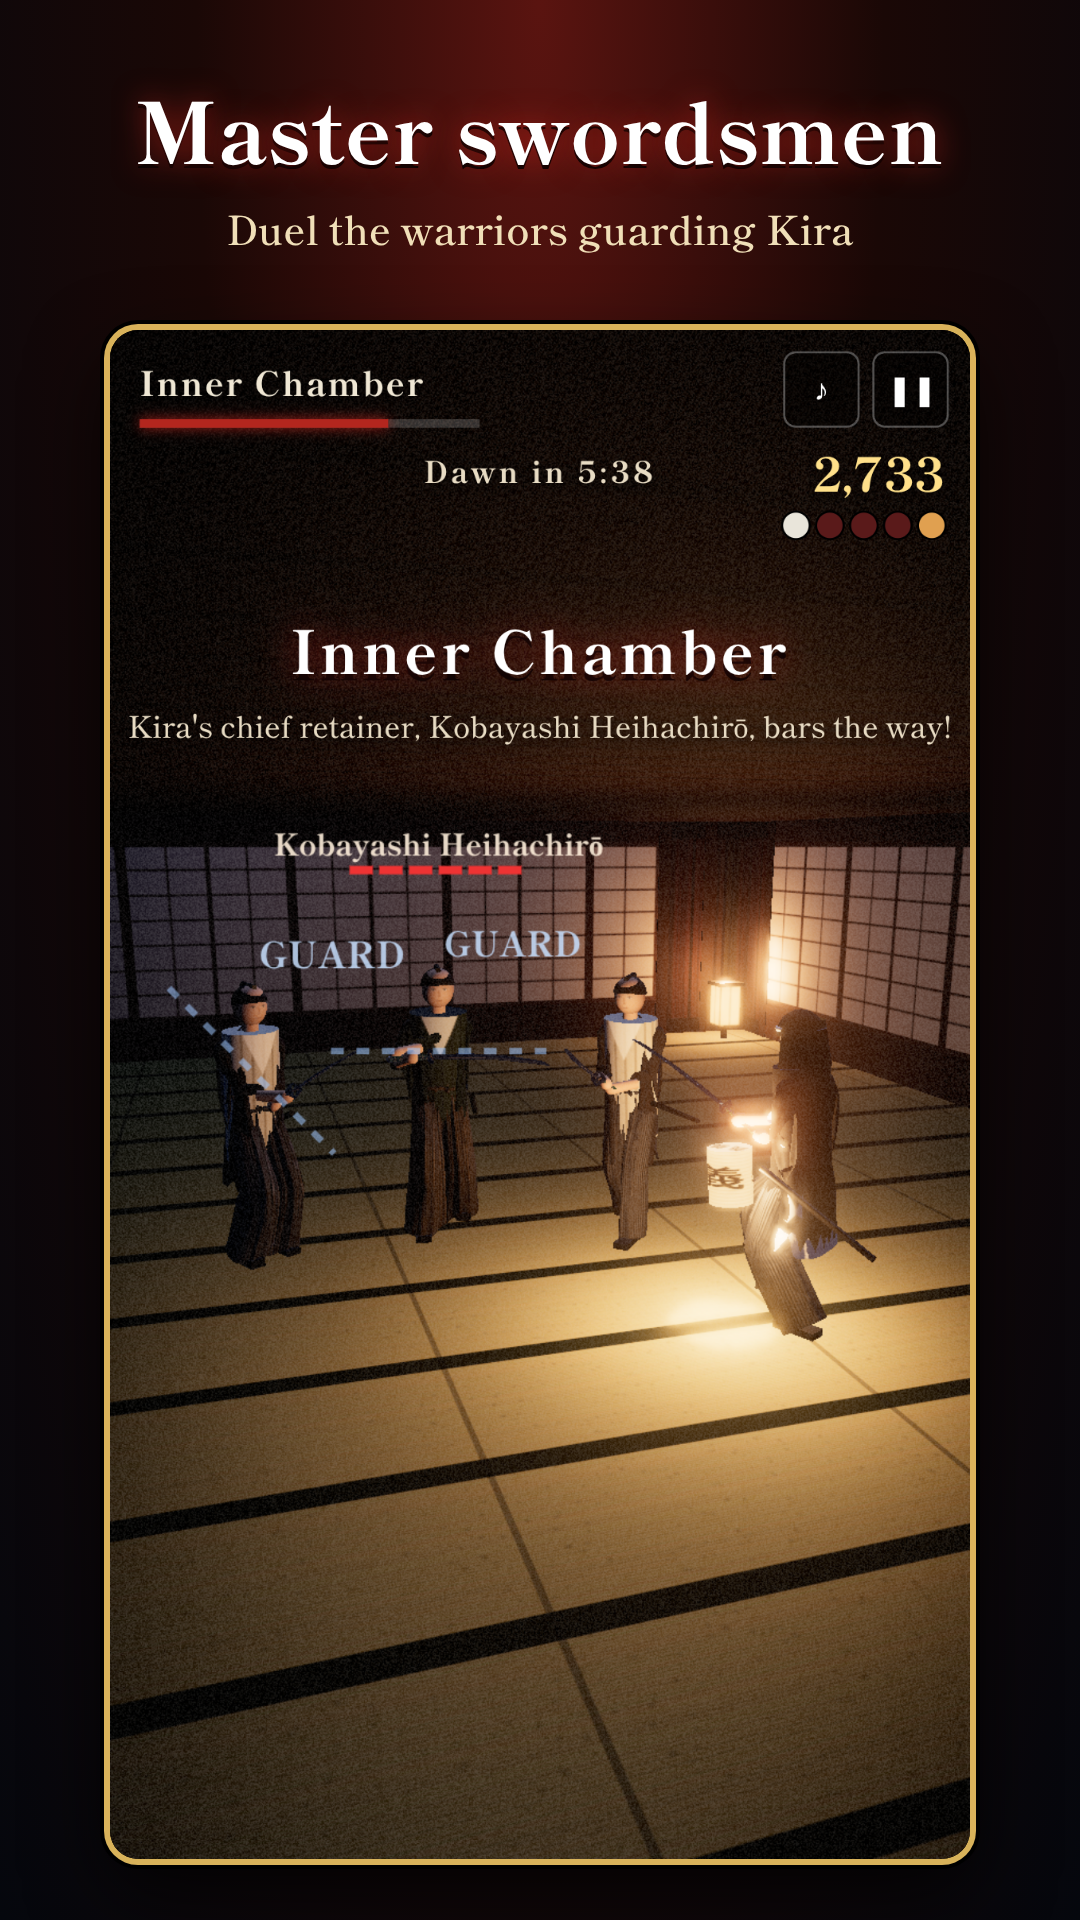 Master swordsmen
Duel the warriors guarding Kira
Inner Chamber
♪
Dawn in 5:38
2,733
Inner Chamber
Kira's chief retainer, Kobayashi Heihachirō, bars the way!
Kobayashi Heihachirō
GUARD
GUARD